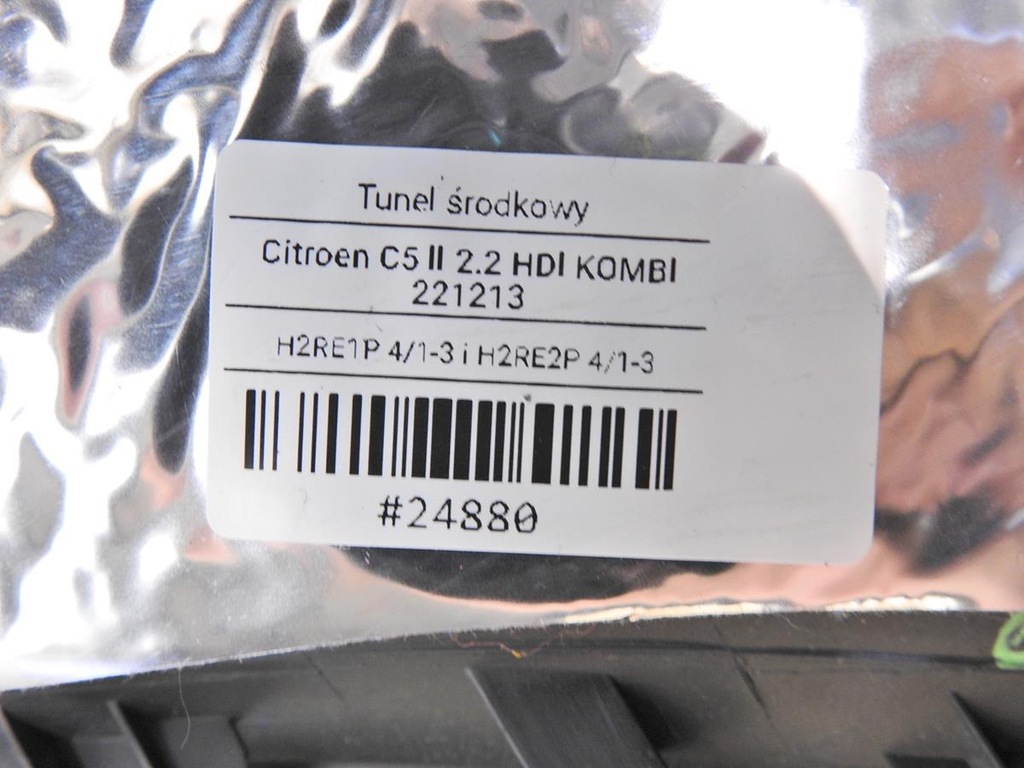 Tunel środkowy
Citroen C5 II 2.2 HDI KOMBI
221213
H2RE1P 4/1-3 i H2RE2P 4/1-3
#24880